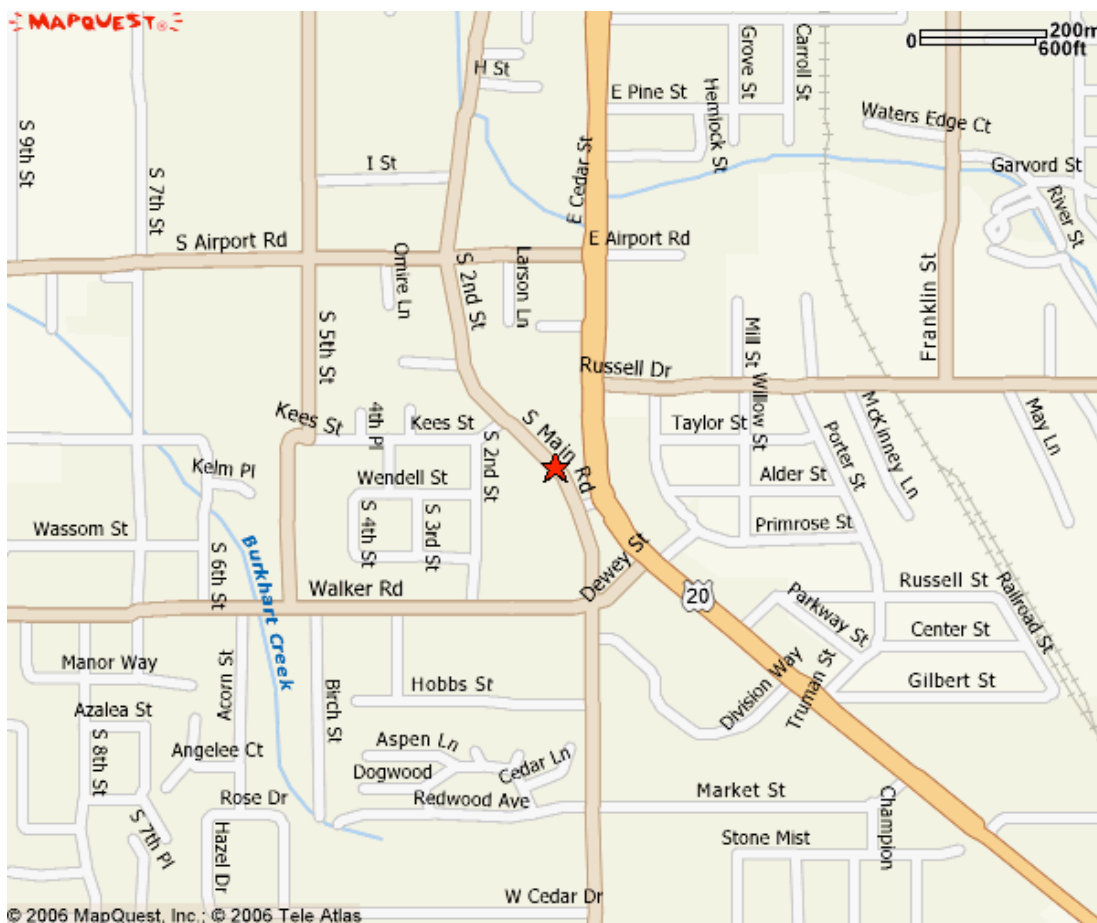 MAPQUEST®
200m
0
600ft
H St
Grove St
Carroll St
E Pine St
Hemlock St
Waters Edge Ct
S 9th St
S 7th St
I St
E Cedar St
Garvord St
River St
S Airport Rd
E Airport Rd
Omire Ln
S 2nd St
Larson Ln
Franklin St
S 5th St
Mill St
Russell Dr
Willow St
McKinney Ln
May Ln
Kees St
4th Pl
Kees St
S Main Rd
Taylor St
Porter St
Kelm Pl
Wendell St
S 2nd St
Alder St
Wassom St
S 4th St
S 3rd St
Primrose St
S 6th St
Burkhart Creek
Walker Rd
Dewey St
20
Russell St
Railroad St
Parkway St
Center St
Manor Way
Acorn St
Birch St
Hobbs St
Division Way
Truman St
Gilbert St
Azalea St
S 8th St
Angelee Ct
Aspen Ln
Dogwood
Cedar Ln
Rose Dr
Redwood Ave
Market St
Champion
S 7th Pl
Hazel Dr
Stone Mist
W Cedar Dr
© 2006 MapQuest, Inc.; © 2006 Tele Atlas